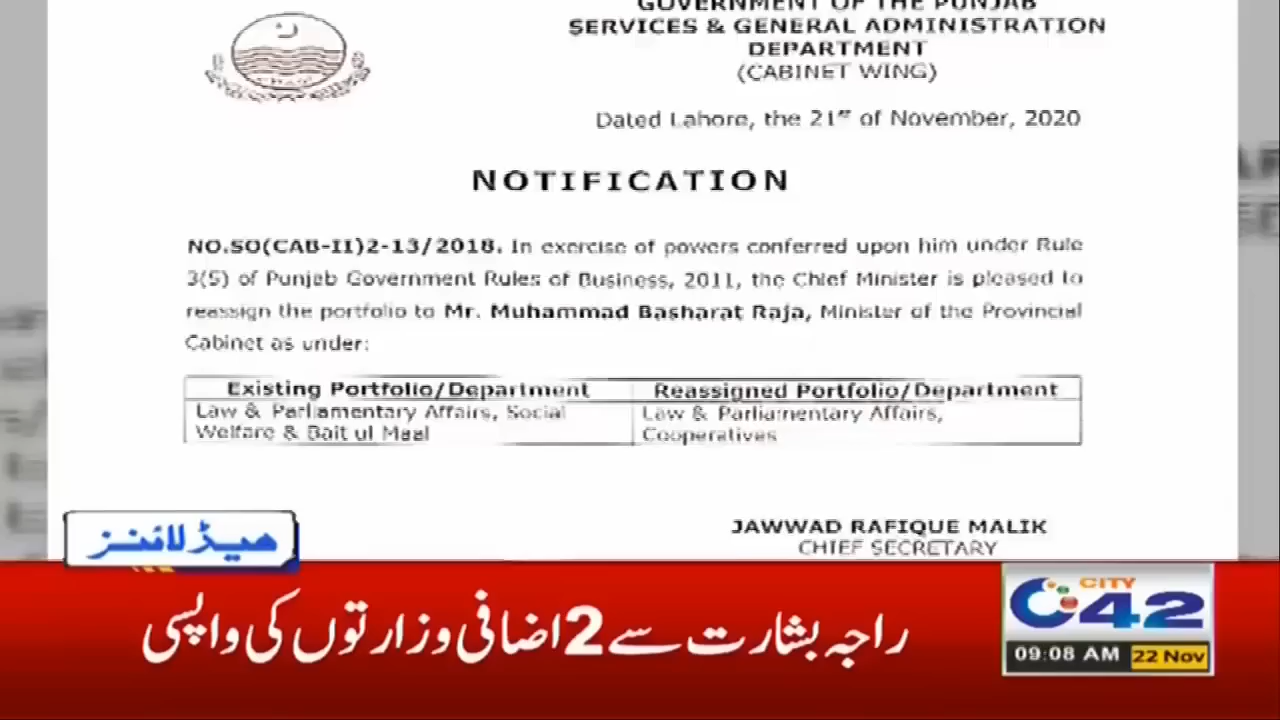 GOVERNMENT OF THE PUNJAB
SERVICES & GENERAL ADMINISTRATION
DEPARTMENT
(CABINET WING)
Dated Lahore, the 21st of November, 2020
NOTIFICATION
NO.SO(CAB-II)2-13/2018. In exercise of powers conferred upon him under Rule
3(5) of Punjab Government Rules of Business, 2011, the Chief Minister is pleased to
reassign the portfolio to Mr. Muhammad Basharat Raja, Minister of the Provincial
Cabinet as under:
Existing Portfolio/Department Reassigned Portfolio/Department
Law & Parliamentary Affairs, Social Law & Parliamentary Affairs,
Welfare & Bait ul Maal Cooperatives
JAWWAD RAFIQUE MALIK
CHIEF SECRETARY
ہیڈلائنز
راجہ بشارت سے 2 اضافی وزارتوں کی واپسی
CITY
42
09:08 AM 22 Nov